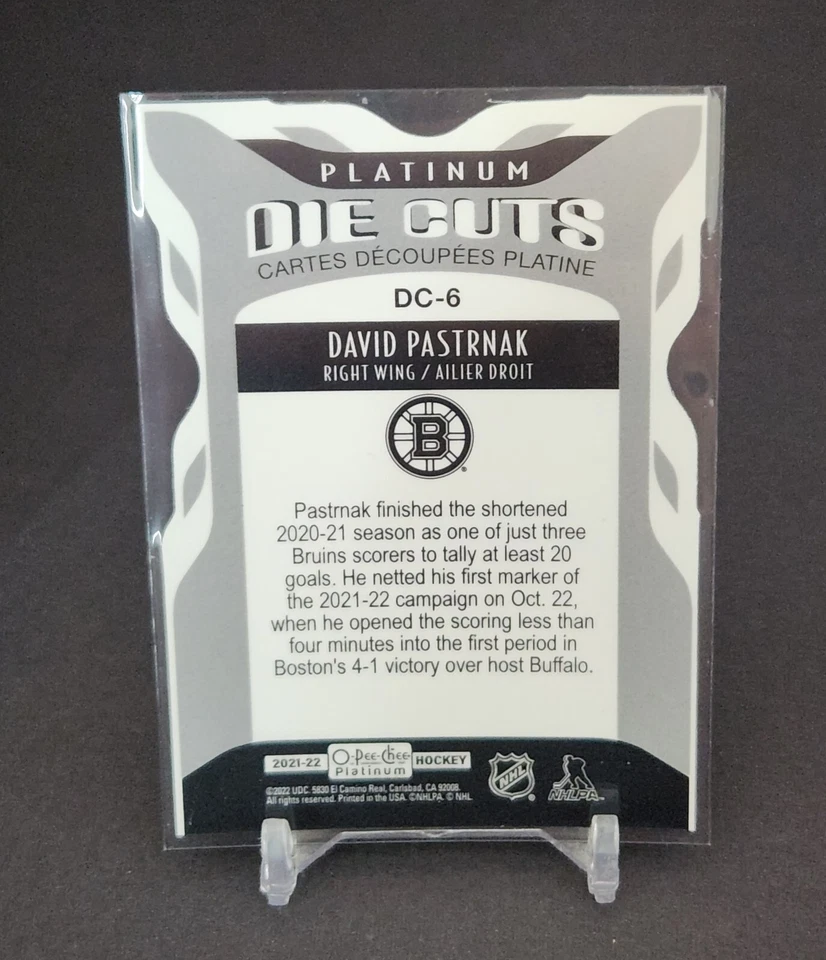 PLATINUM
DIE CUTS
CARTES DÉCOUPÉES PLATINE
DC-6
DAVID PASTRNAK
RIGHT WING / AILIER DROIT
B
Pastrnak finished the shortened
2020-21 season as one of just three
Bruins scorers to tally at least 20
goals. He netted his first marker of
the 2021-22 campaign on Oct. 22,
when he opened the scoring less than
four minutes into the first period in
Boston's 4-1 victory over host Buffalo.
2021-22 O-Pee-Chee Platinum HOCKEY
©2022 UDC. 5830 El Camino Real, Carlsbad, CA 92008.
All rights reserved. Printed in the USA. ©NHLPA. © NHL
NHL
NHLPA